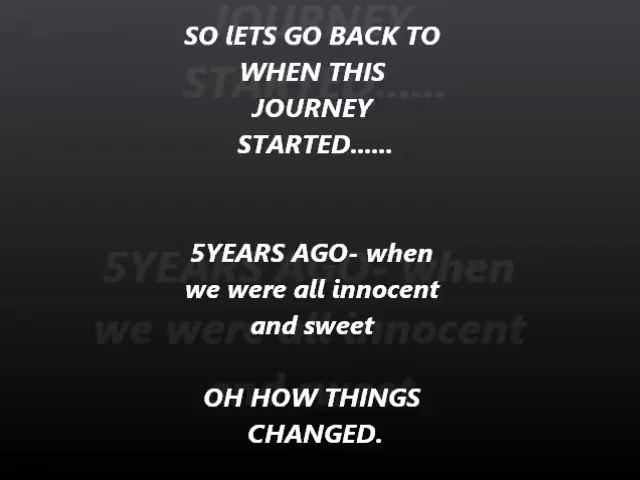 SO lETS GO BACK TO
WHEN THIS
JOURNEY
STARTED......
5YEARS AGO- when
we were all innocent
and sweet
OH HOW THINGS
CHANGED.